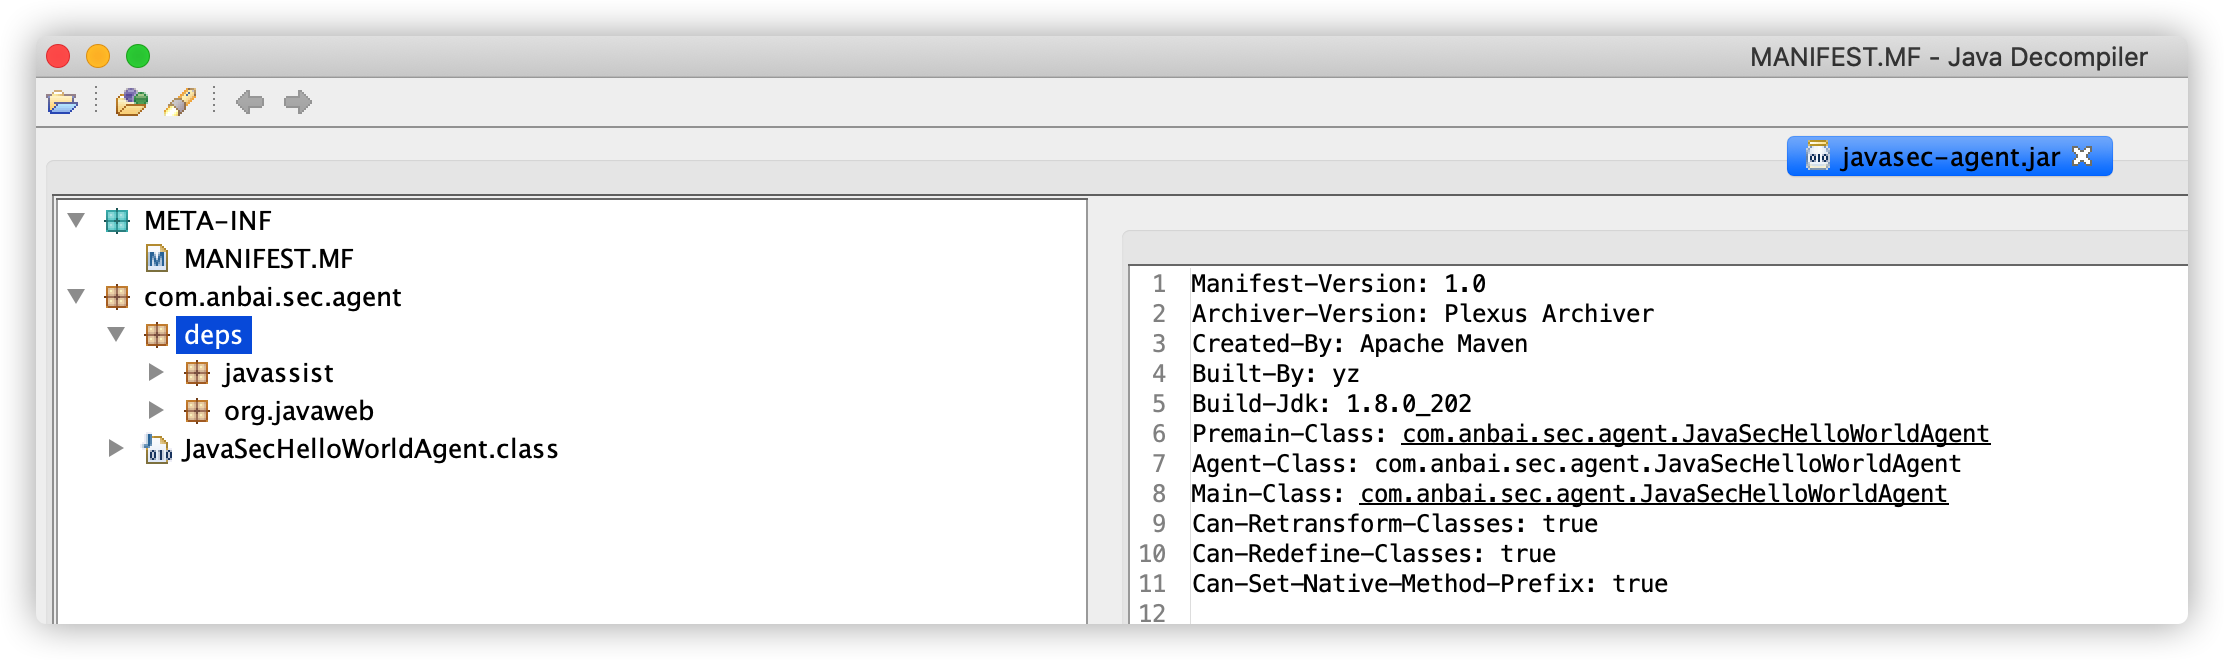 MANIFEST.MF - Java Decompiler
javasec-agent.jar
META-INF
MANIFEST.MF
com.anbai.sec.agent
deps
javassist
org.javaweb
JavaSecHelloWorldAgent.class
1 Manifest-Version: 1.0
2 Archiver-Version: Plexus Archiver
3 Created-By: Apache Maven
4 Built-By: yz
5 Build-Jdk: 1.8.0_202
6 Premain-Class: com.anbai.sec.agent.JavaSecHelloWorldAgent
7 Agent-Class: com.anbai.sec.agent.JavaSecHelloWorldAgent
8 Main-Class: com.anbai.sec.agent.JavaSecHelloWorldAgent
9 Can-Retransform-Classes: true
10 Can-Redefine-Classes: true
11 Can-Set-Native-Method-Prefix: true
12